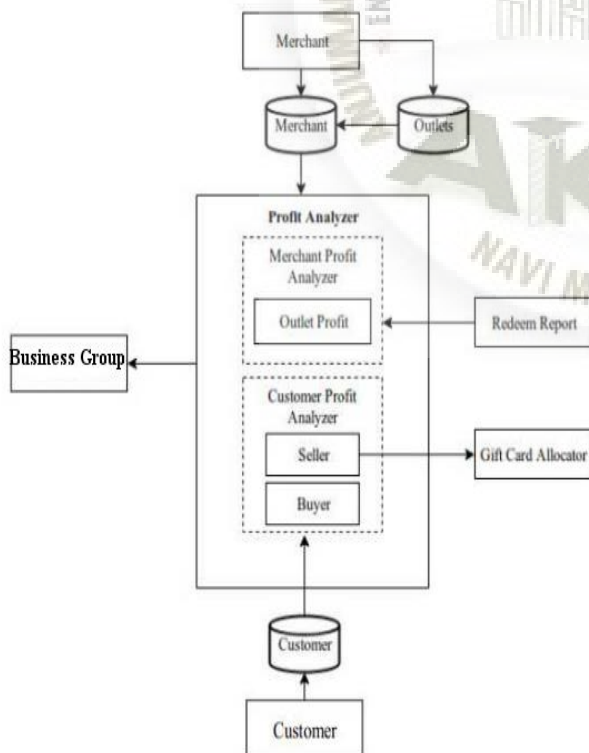 Merchant
Merchant
Outlets
Profit Analyzer
Merchant Profit
Analyzer
Outlet Profit
Redeem Report
Business Group
Customer Profit
Analyzer
Seller
Gift Card Allocator
Buyer
Customer
Customer
NAVI M